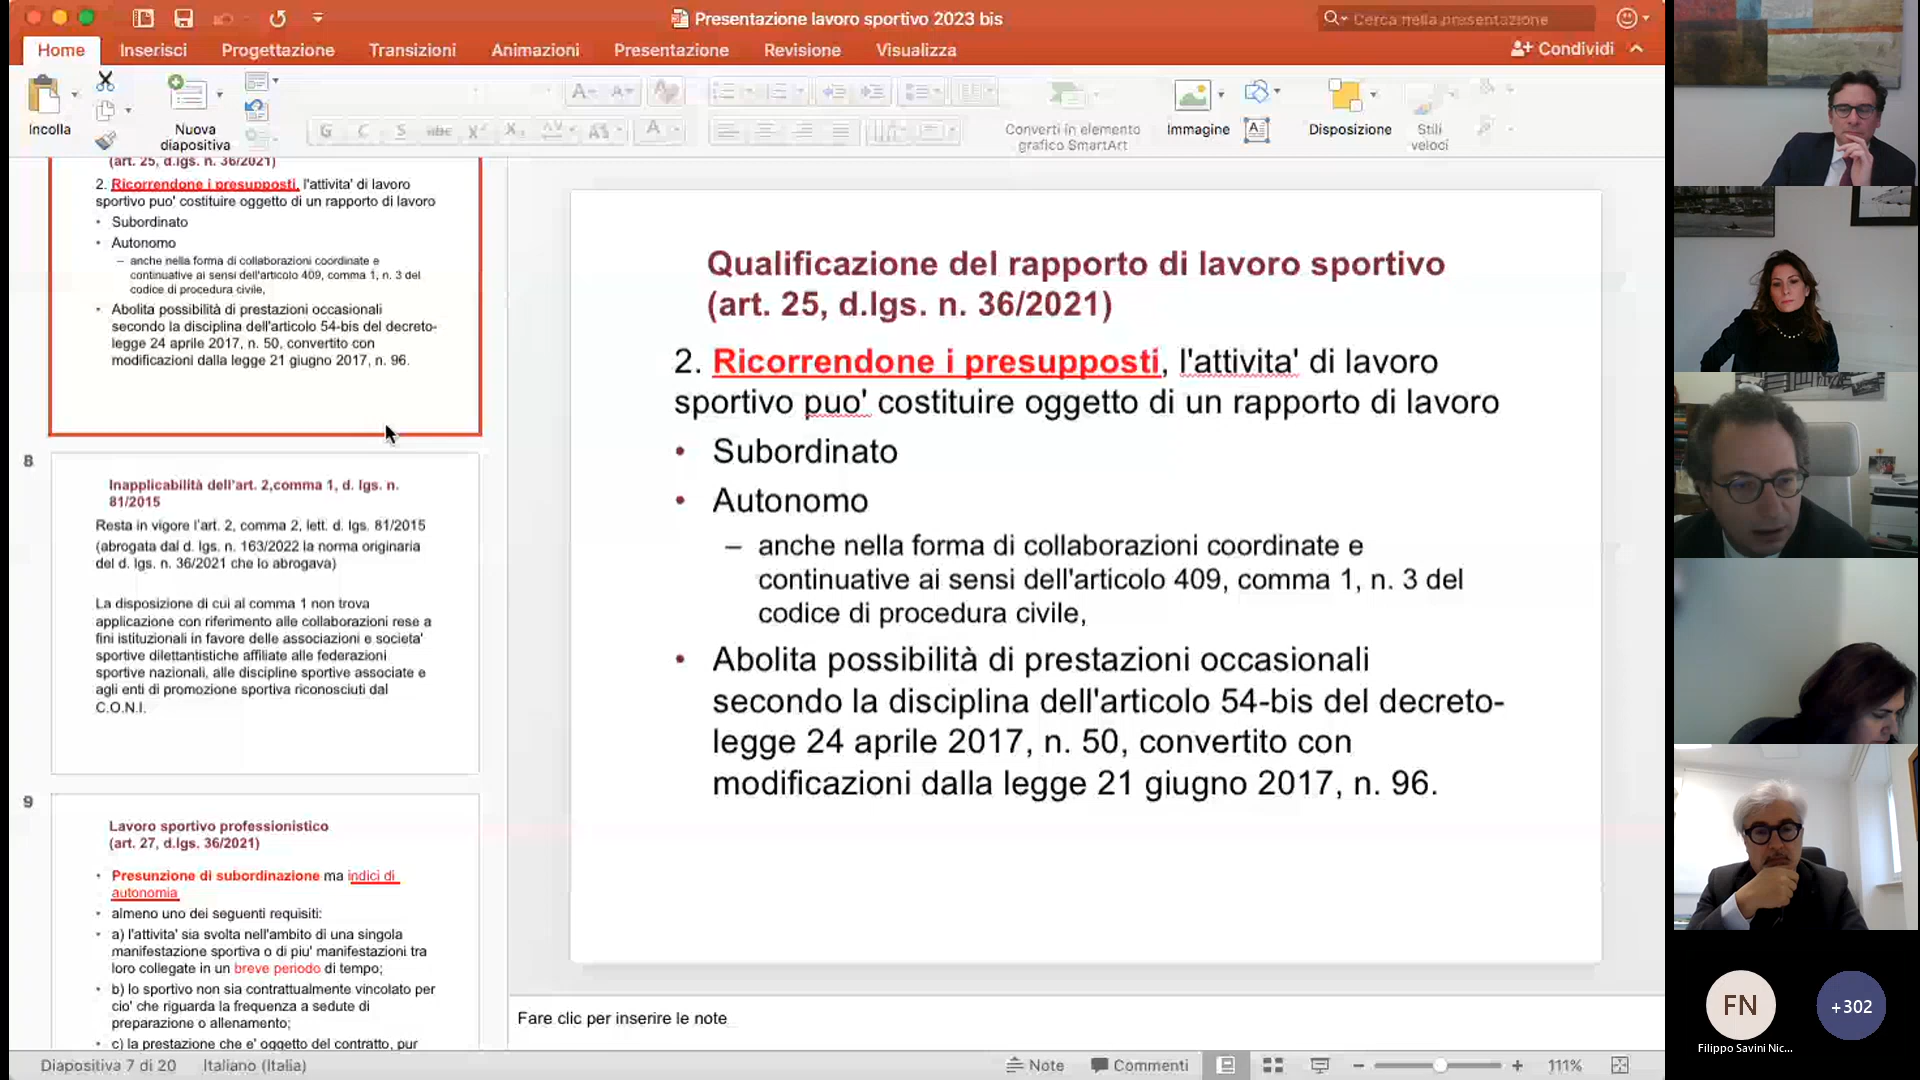 Presentazione lavoro sportivo 2023 bis
Cerca nella presentazione
Home
Inserisci
Progettazione
Transizioni
Animazioni
Presentazione
Revisione
Visualizza
Condividi
Incolla
Nuova
diapositiva
Converti in elemento
grafico SmartArt
Immagine
Disposizione
Stili
veloci
(art. 25, d.lgs. n. 36/2021)
2. Ricorrendone i presupposti, l'attivita' di lavoro
sportivo puo' costituire oggetto di un rapporto di lavoro
• Subordinato
• Autonomo
– anche nella forma di collaborazioni coordinate e
continuative ai sensi dell'articolo 409, comma 1, n. 3 del
codice di procedura civile,
• Abolita possibilità di prestazioni occasionali
secondo la disciplina dell'articolo 54-bis del decreto-
legge 24 aprile 2017, n. 50, convertito con
modificazioni dalla legge 21 giugno 2017, n. 96.
8
Inapplicabilità dell'art. 2,comma 1, d. lgs. n.
81/2015
Resta in vigore l'art. 2, comma 2, lett. d. lgs. 81/2015
(abrogata dal d. lgs. n. 163/2022 la norma originaria
del d. lgs. n. 36/2021 che lo abrogava)
La disposizione di cui al comma 1 non trova
applicazione con riferimento alle collaborazioni rese a
fini istituzionali in favore delle associazioni e societa'
sportive dilettantistiche affiliate alle federazioni
sportive nazionali, alle discipline sportive associate e
agli enti di promozione sportiva riconosciuti dal
C.O.N.I.
9
Lavoro sportivo professionistico
(art. 27, d.lgs. 36/2021)
• Presunzione di subordinazione ma indici di
autonomia
• almeno uno dei seguenti requisiti:
• a) l'attivita' sia svolta nell'ambito di una singola
manifestazione sportiva o di piu' manifestazioni tra
loro collegate in un breve periodo di tempo;
• b) lo sportivo non sia contrattualmente vincolato per
cio' che riguarda la frequenza a sedute di
preparazione o allenamento;
• c) la prestazione che e' oggetto del contratto, pur
Qualificazione del rapporto di lavoro sportivo
(art. 25, d.lgs. n. 36/2021)
2. Ricorrendone i presupposti, l'attivita' di lavoro
sportivo puo' costituire oggetto di un rapporto di lavoro
• Subordinato
• Autonomo
– anche nella forma di collaborazioni coordinate e
continuative ai sensi dell'articolo 409, comma 1, n. 3 del
codice di procedura civile,
• Abolita possibilità di prestazioni occasionali
secondo la disciplina dell'articolo 54-bis del decreto-
legge 24 aprile 2017, n. 50, convertito con
modificazioni dalla legge 21 giugno 2017, n. 96.
Fare clic per inserire le note
Diapositiva 7 di 20
Italiano (Italia)
Note
Commenti
111%
FN
+302
Filippo Savini Nic...